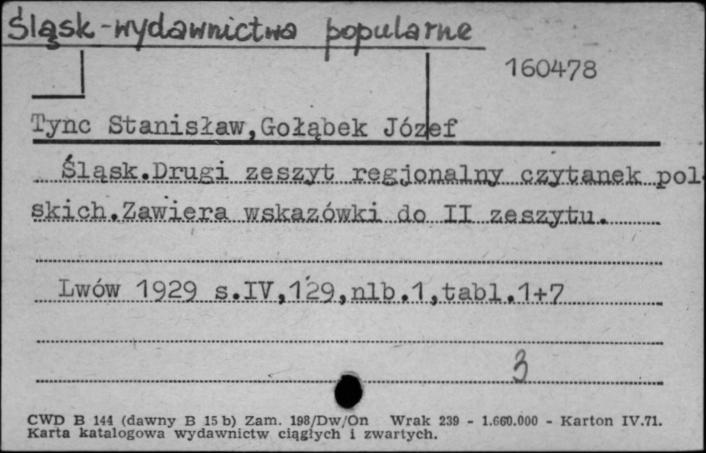 Śląsk-wydawnictwa popularne
160478
Tync Stanisław,Gołąbek Józef
Śląsk.Drugi zeszyt regjonalny czytanek pol-
skich.Zawiera wskazówki do II zeszytu.
Lwów 1929 s.IV,129,nlb.1,tabl.1+7
3
CWD B 144 (dawny B 15 b) Zam. 198/Dw/On Wrak 239 - 1.660.000 - Karton IV.71.
Karta katalogowa wydawnictw ciągłych i zwartych.